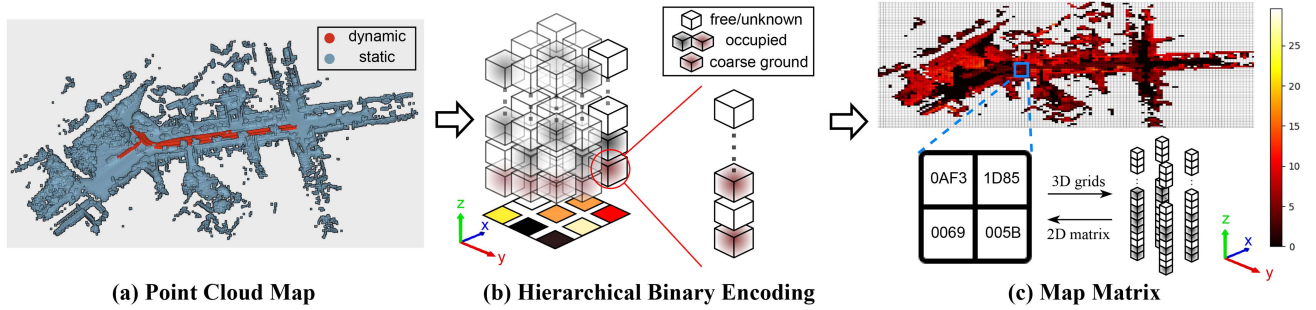 dynamic
static
(a) Point Cloud Map
free/unknown
occupied
coarse ground
z
x
y
(b) Hierarchical Binary Encoding
25
20
15
10
5
0
0AF3 1D85
0069 005B
3D grids
2D matrix
z
x
y
(c) Map Matrix